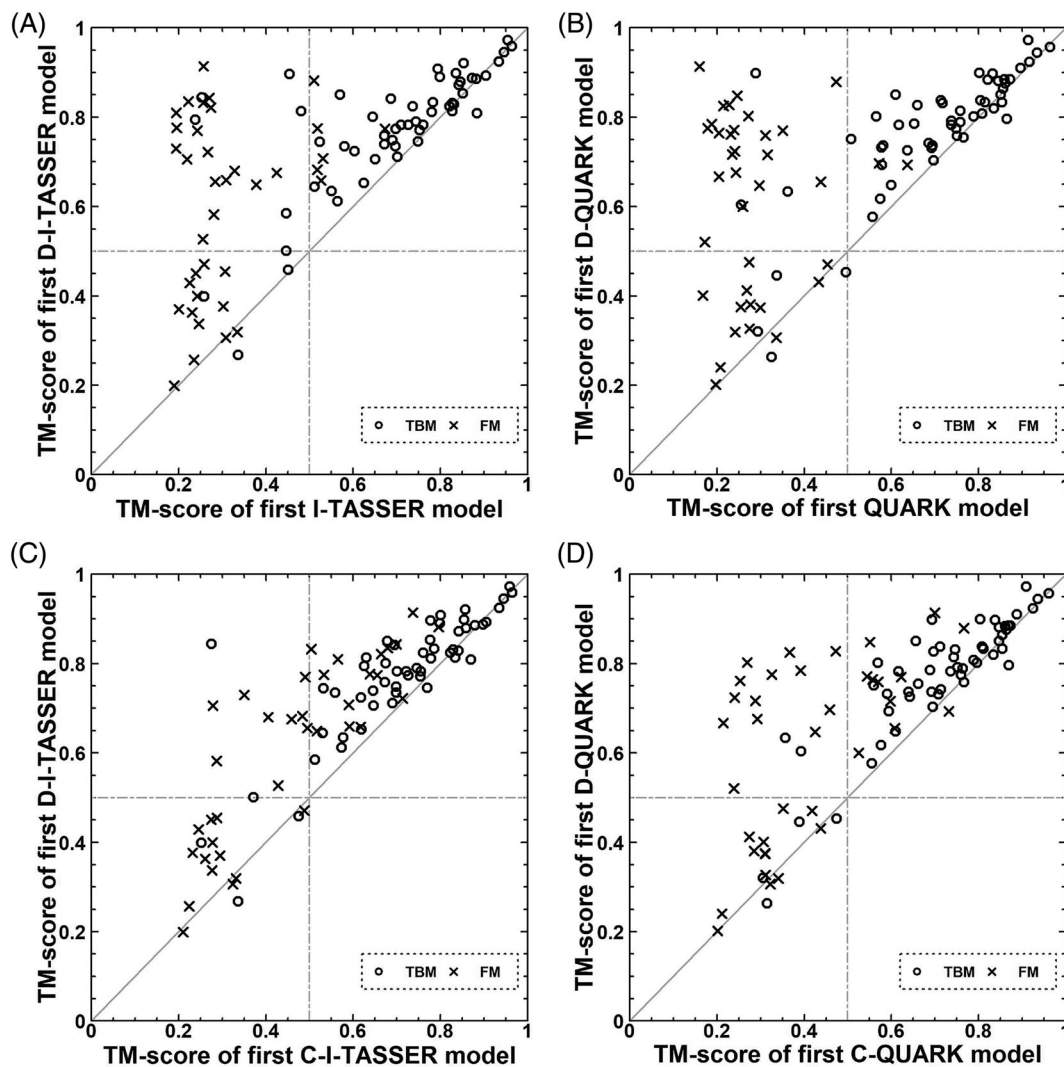 (A)
TM-score of first D-I-TASSER model
1
0.8
0.6
0.4
0.2
0
TBM FM
0 0.2 0.4 0.6 0.8 1
TM-score of first I-TASSER model
(B)
TM-score of first D-QUARK model
1
0.8
0.6
0.4
0.2
0
TBM FM
0 0.2 0.4 0.6 0.8 1
TM-score of first QUARK model
(C)
TM-score of first D-I-TASSER model
1
0.8
0.6
0.4
0.2
0
TBM FM
0 0.2 0.4 0.6 0.8 1
TM-score of first C-I-TASSER model
(D)
TM-score of first D-QUARK model
1
0.8
0.6
0.4
0.2
0
TBM FM
0 0.2 0.4 0.6 0.8 1
TM-score of first C-QUARK model